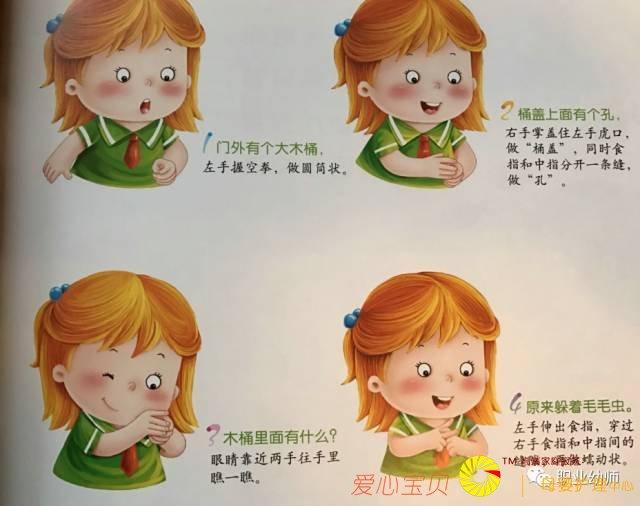 1 门外有个大木桶，
左手握空拳，做圆筒状。
2 桶盖上面有个孔，
右手掌盖住左手虎口，
做“桶盖”，同时食
指和中指分开一条缝，
做“孔”。
3 木桶里面有什么？
眼睛靠近两手往手里
瞧一瞧。
4 原来躲着毛毛虫。
左手伸出食指，穿过
右手食指和中指间的
再做蠕动状。
爱心宝贝
TM
职业幼师
母婴护理中心